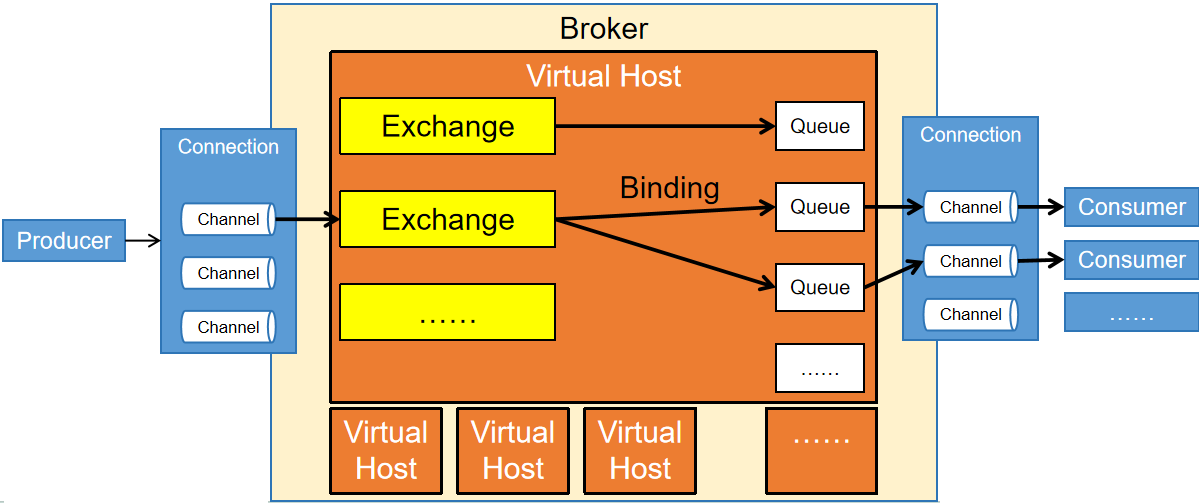 Broker
Virtual Host
Exchange
Queue
Connection
Connection
Binding
Channel
Exchange
Queue
Channel
Consumer
Producer
Channel
Queue
Channel
Consumer
Channel
……
Channel
……
……
Virtual
Host
Virtual
Host
Virtual
Host
……